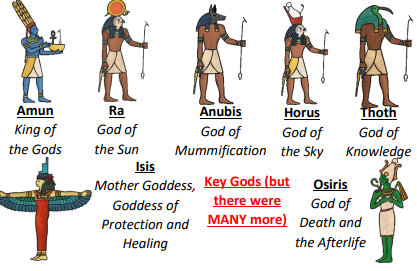 Amun
King of
the Gods
Ra
God of
the Sun
Anubis
God of
Mummification
Horus
God of
the Sky
Thoth
God of
Knowledge
Isis
Mother Goddess,
Goddess of
Protection and
Healing
Key Gods (but
there were
MANY more)
Osiris
God of
Death and
the Afterlife